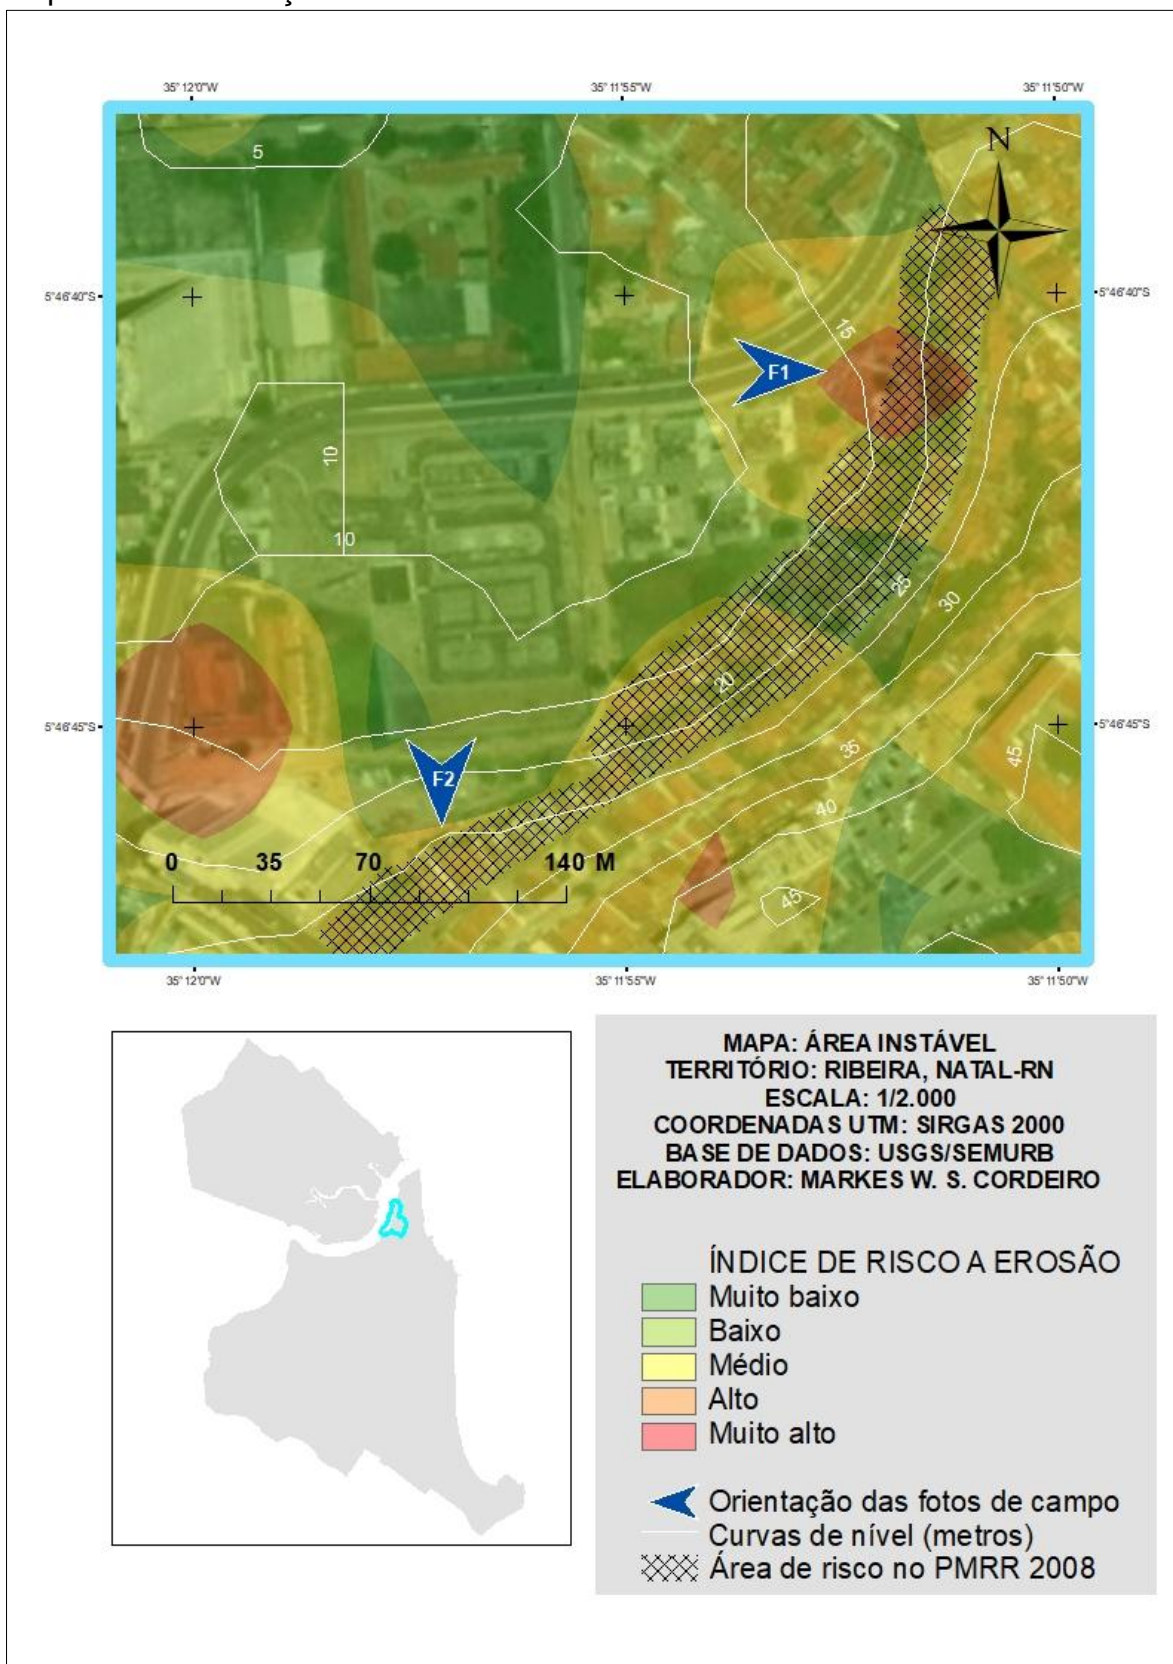 35°12'0"W
35°11'55"W
35°11'50"W
5
N
5°46'40"S
5°46'40"S
15
F1
10
10
25
30
20
5°46'45"S
5°46'45"S
45
35
F2
40
0 35 70 140 M
45
35°12'0"W
35°11'55"W
35°11'50"W
MAPA: ÁREA INSTÁVEL
TERRITÓRIO: RIBEIRA, NATAL-RN
ESCALA: 1/2.000
COORDENADAS UTM: SIRGAS 2000
BASE DE DADOS: USGS/SEMURB
ELABORADOR: MARKES W. S. CORDEIRO
ÍNDICE DE RISCO A EROSÃO
Muito baixo
Baixo
Médio
Alto
Muito alto
Orientação das fotos de campo
Curvas de nível (metros)
Área de risco no PMRR 2008